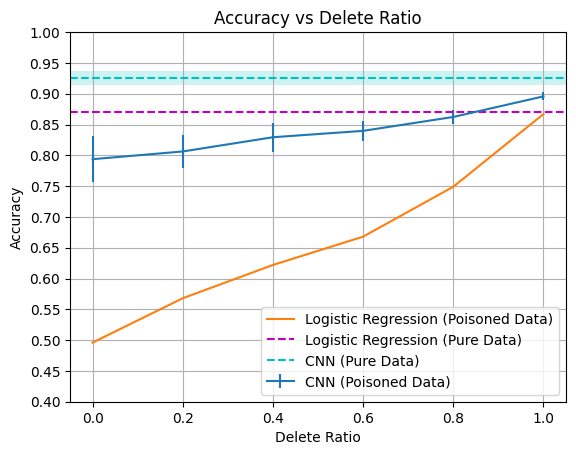 Accuracy vs Delete Ratio
1.00
0.95
0.90
0.85
0.80
0.75
0.70
0.65
0.60
0.55
0.50
0.45
0.40
Accuracy
Logistic Regression (Poisoned Data)
Logistic Regression (Pure Data)
CNN (Pure Data)
CNN (Poisoned Data)
0.0 0.2 0.4 0.6 0.8 1.0
Delete Ratio